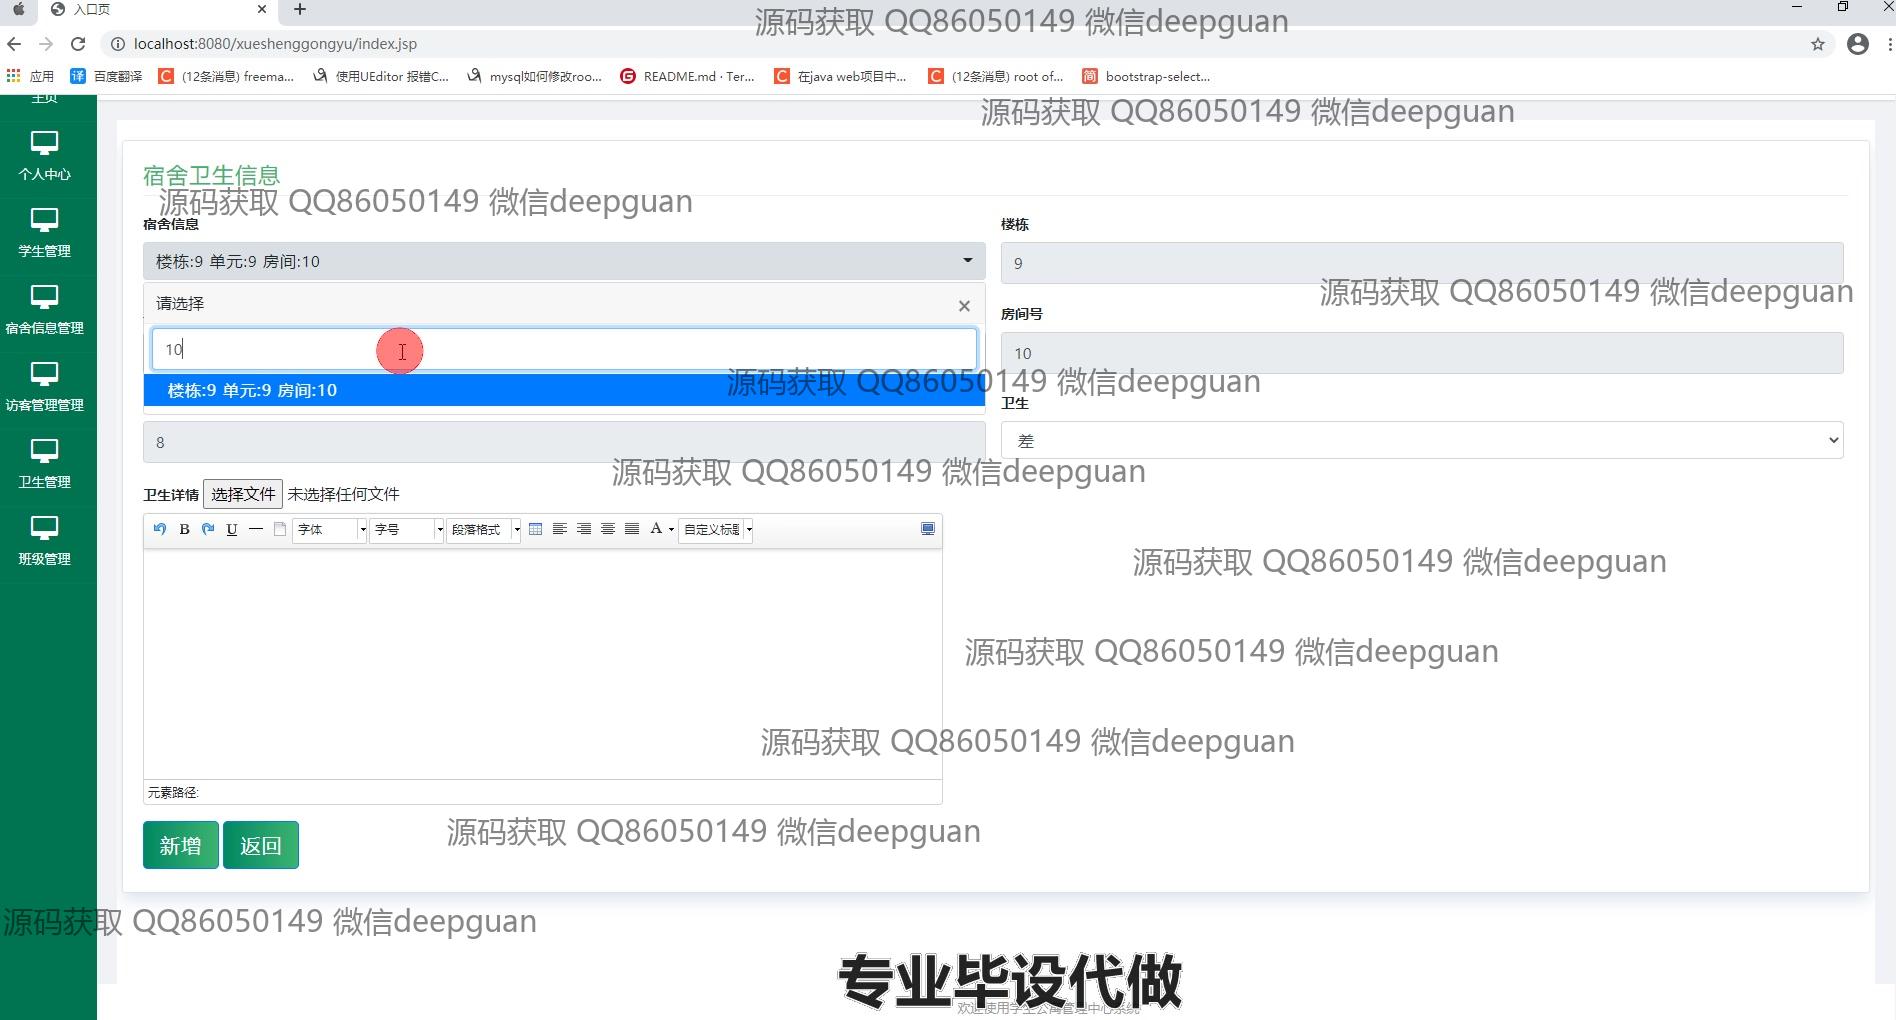 入口页
源码获取 QQ86050149 微信deepguan
localhost:8080/xueshenggongyu/index.jsp
应用
百度翻译
(12条消息) freema...
使用UEditor 报错C...
mysql如何修改roo...
README.md · Ter...
在java web项目中...
(12条消息) root of...
bootstrap-select...
主页
源码获取 QQ86050149 微信deepguan
个人中心
学生管理
宿舍信息管理
访客管理管理
卫生管理
班级管理
宿舍卫生信息
源码获取 QQ86050149 微信deepguan
宿舍信息
楼栋
楼栋:9 单元:9 房间:10
9
请选择
源码获取 QQ86050149 微信deepguan
房间号
10
10
楼栋:9 单元:9 房间:10
源码获取 QQ86050149 微信deepguan
卫生
8
差
源码获取 QQ86050149 微信deepguan
卫生详情 选择文件 未选择任何文件
B U 字体 字号 段落格式 A 自定义标题
源码获取 QQ86050149 微信deepguan
源码获取 QQ86050149 微信deepguan
源码获取 QQ86050149 微信deepguan
元素路径:
新增 返回
源码获取 QQ86050149 微信deepguan
源码获取 QQ86050149 微信deepguan
专业毕设代做
欢迎使用学生公寓管理中心系统